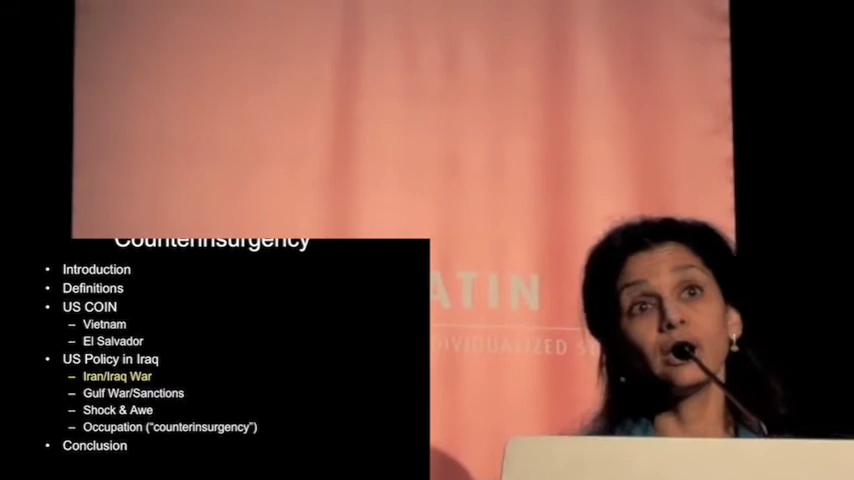 Counterinsurgency
• Introduction
• Definitions
• US COIN
– Vietnam
– El Salvador
• US Policy in Iraq
– Iran/Iraq War
– Gulf War/Sanctions
– Shock & Awe
– Occupation ("counterinsurgency")
• Conclusion
ATIN
DIVIDUALIZED S